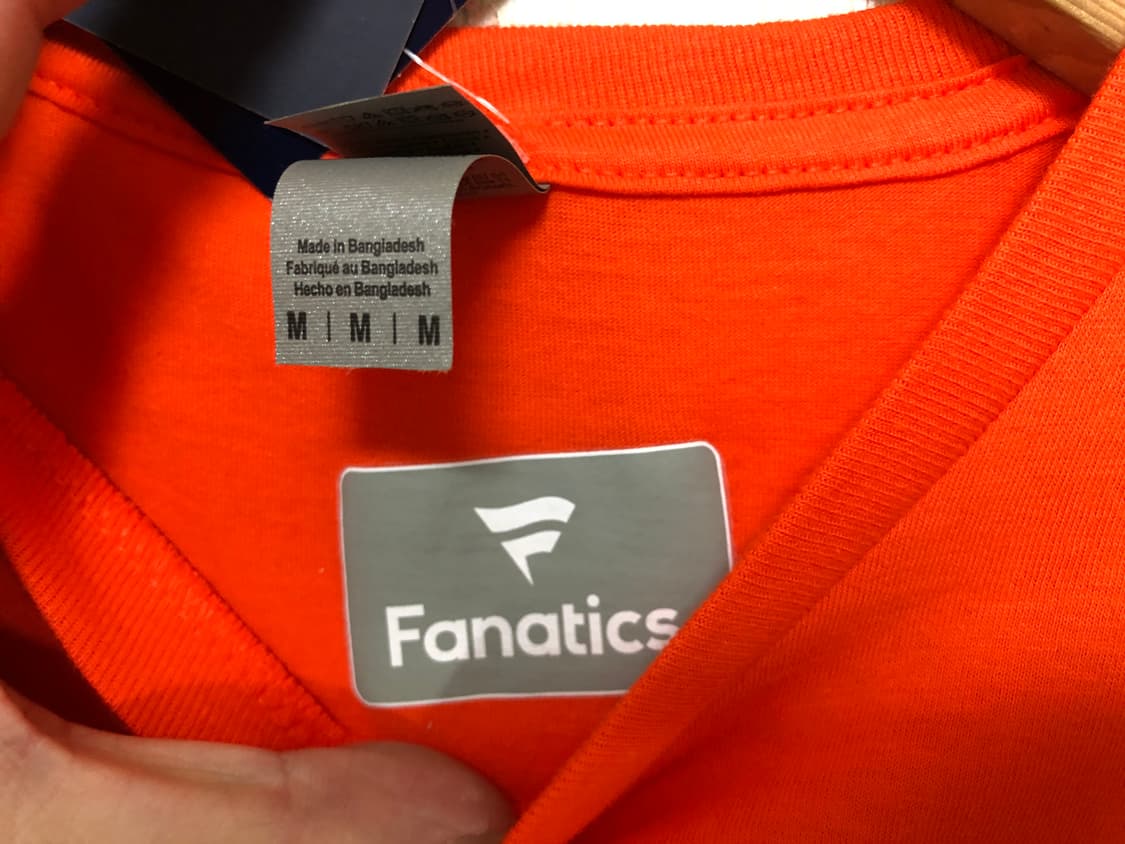 Made in Bangladesh
Fabriqué au Bangladesh
Hecho en Bangladesh
M | M | M
Fanatics